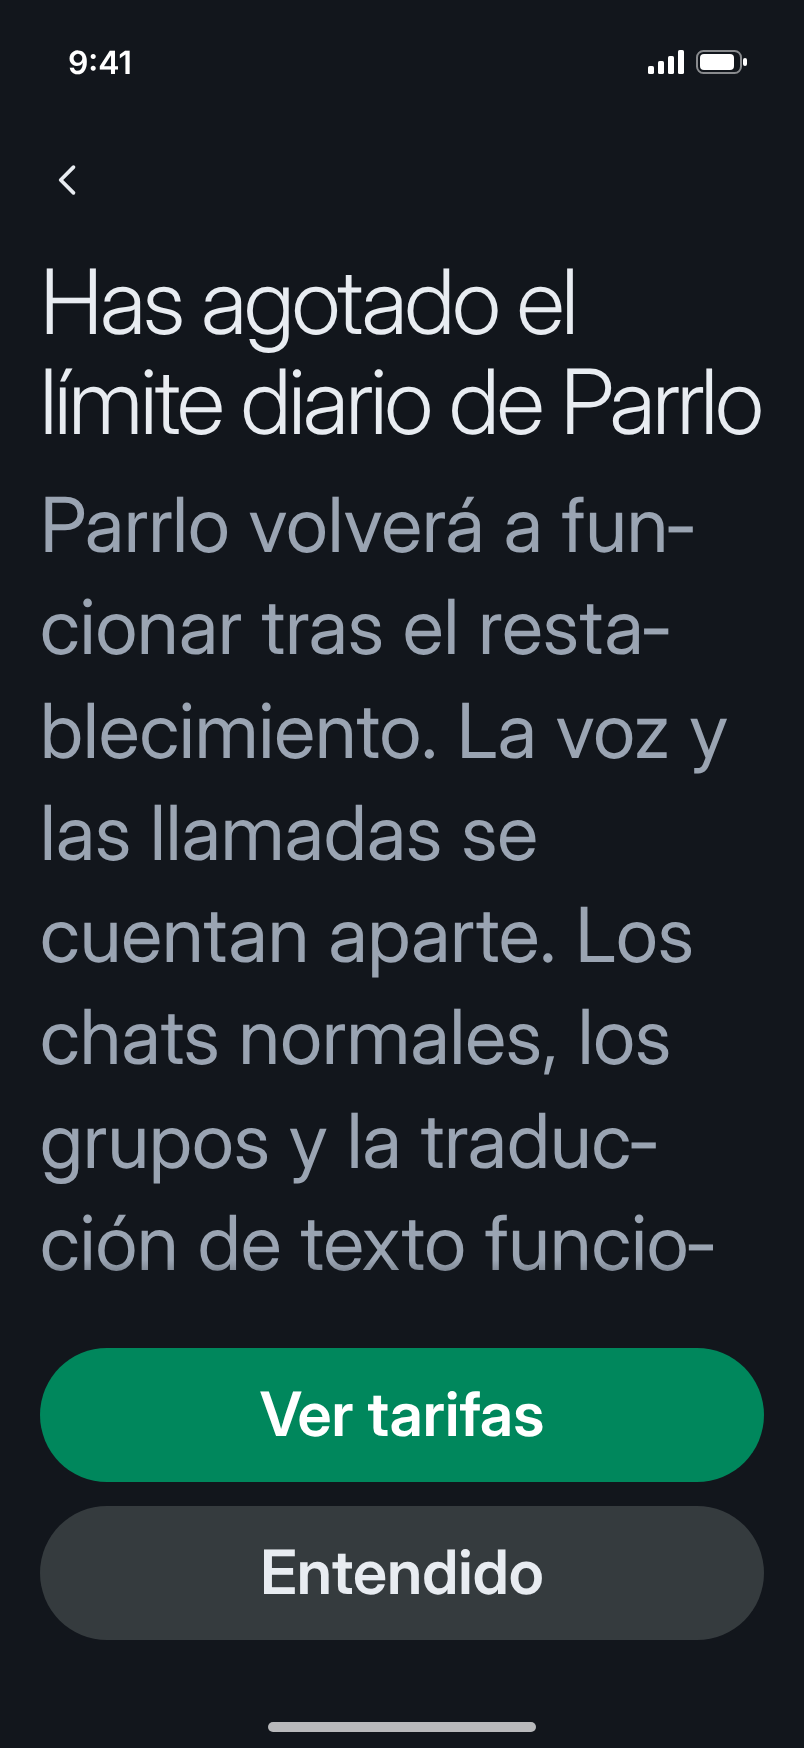 9:41
Has agotado el
límite diario de Parrlo
Parrlo volverá a fun-
cionar tras el resta-
blecimiento. La voz y
las llamadas se
cuentan aparte. Los
chats normales, los
grupos y la traduc-
ción de texto funcio-
Ver tarifas
Entendido